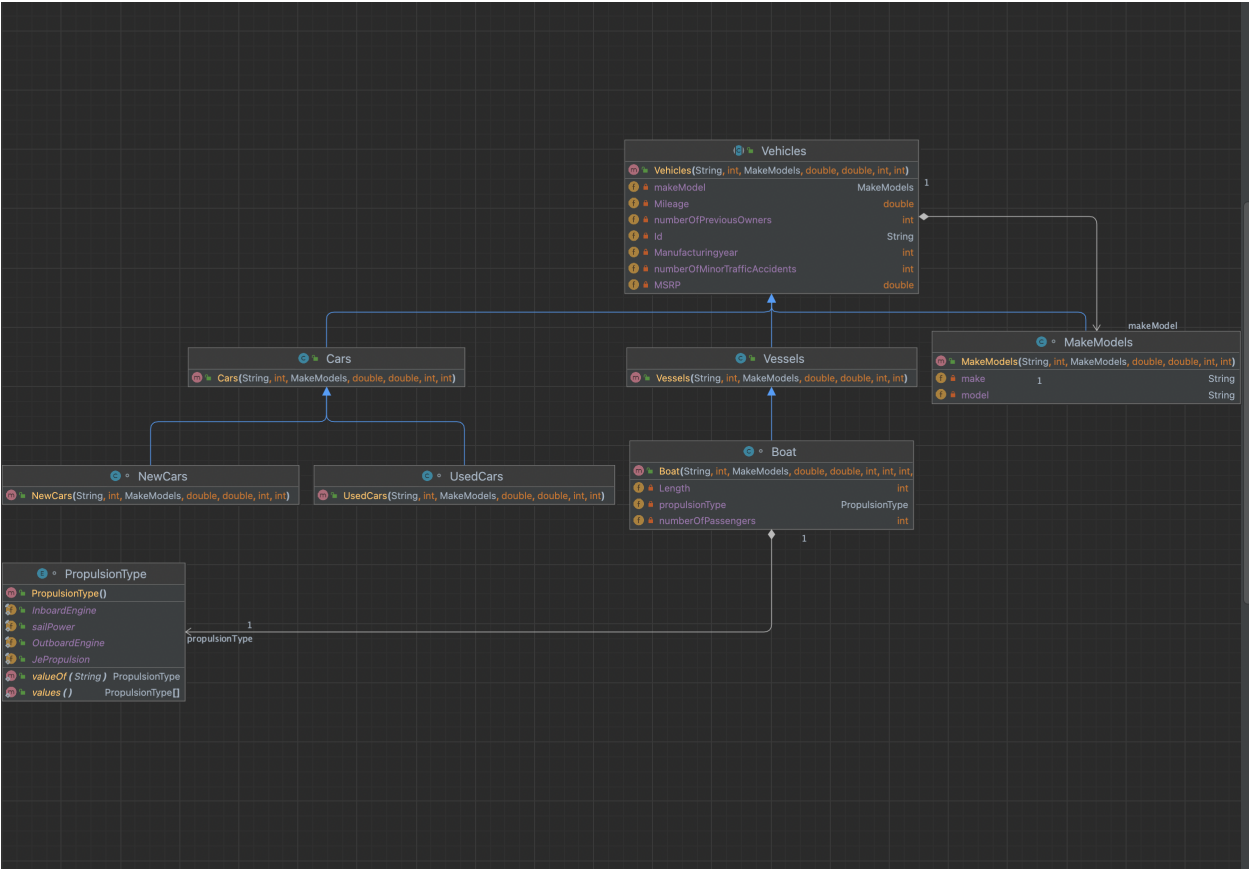 Vehicles
Vehicles(String, int, MakeModels, double, double, int, int)
makeModel MakeModels
Mileage double
numberOfPreviousOwners int
Id String
Manufacturingyear int
numberOfMinorTrafficAccidents int
MSRP double
1
makeModel
Cars
Cars(String, int, MakeModels, double, double, int, int)
Vessels
Vessels(String, int, MakeModels, double, double, int, int)
MakeModels
MakeModels(String, int, MakeModels, double, double, int, int)
make String
1
model String
NewCars
NewCars(String, int, MakeModels, double, double, int, int)
UsedCars
UsedCars(String, int, MakeModels, double, double, int, int)
Boat
Boat(String, int, MakeModels, double, double, int, int, int,
Length int
propulsionType PropulsionType
numberOfPassengers int
1
PropulsionType
PropulsionType()
InboardEngine
sailPower
OutboardEngine
JePropulsion
valueOf ( String ) PropulsionType
values () PropulsionType[]
1
propulsionType